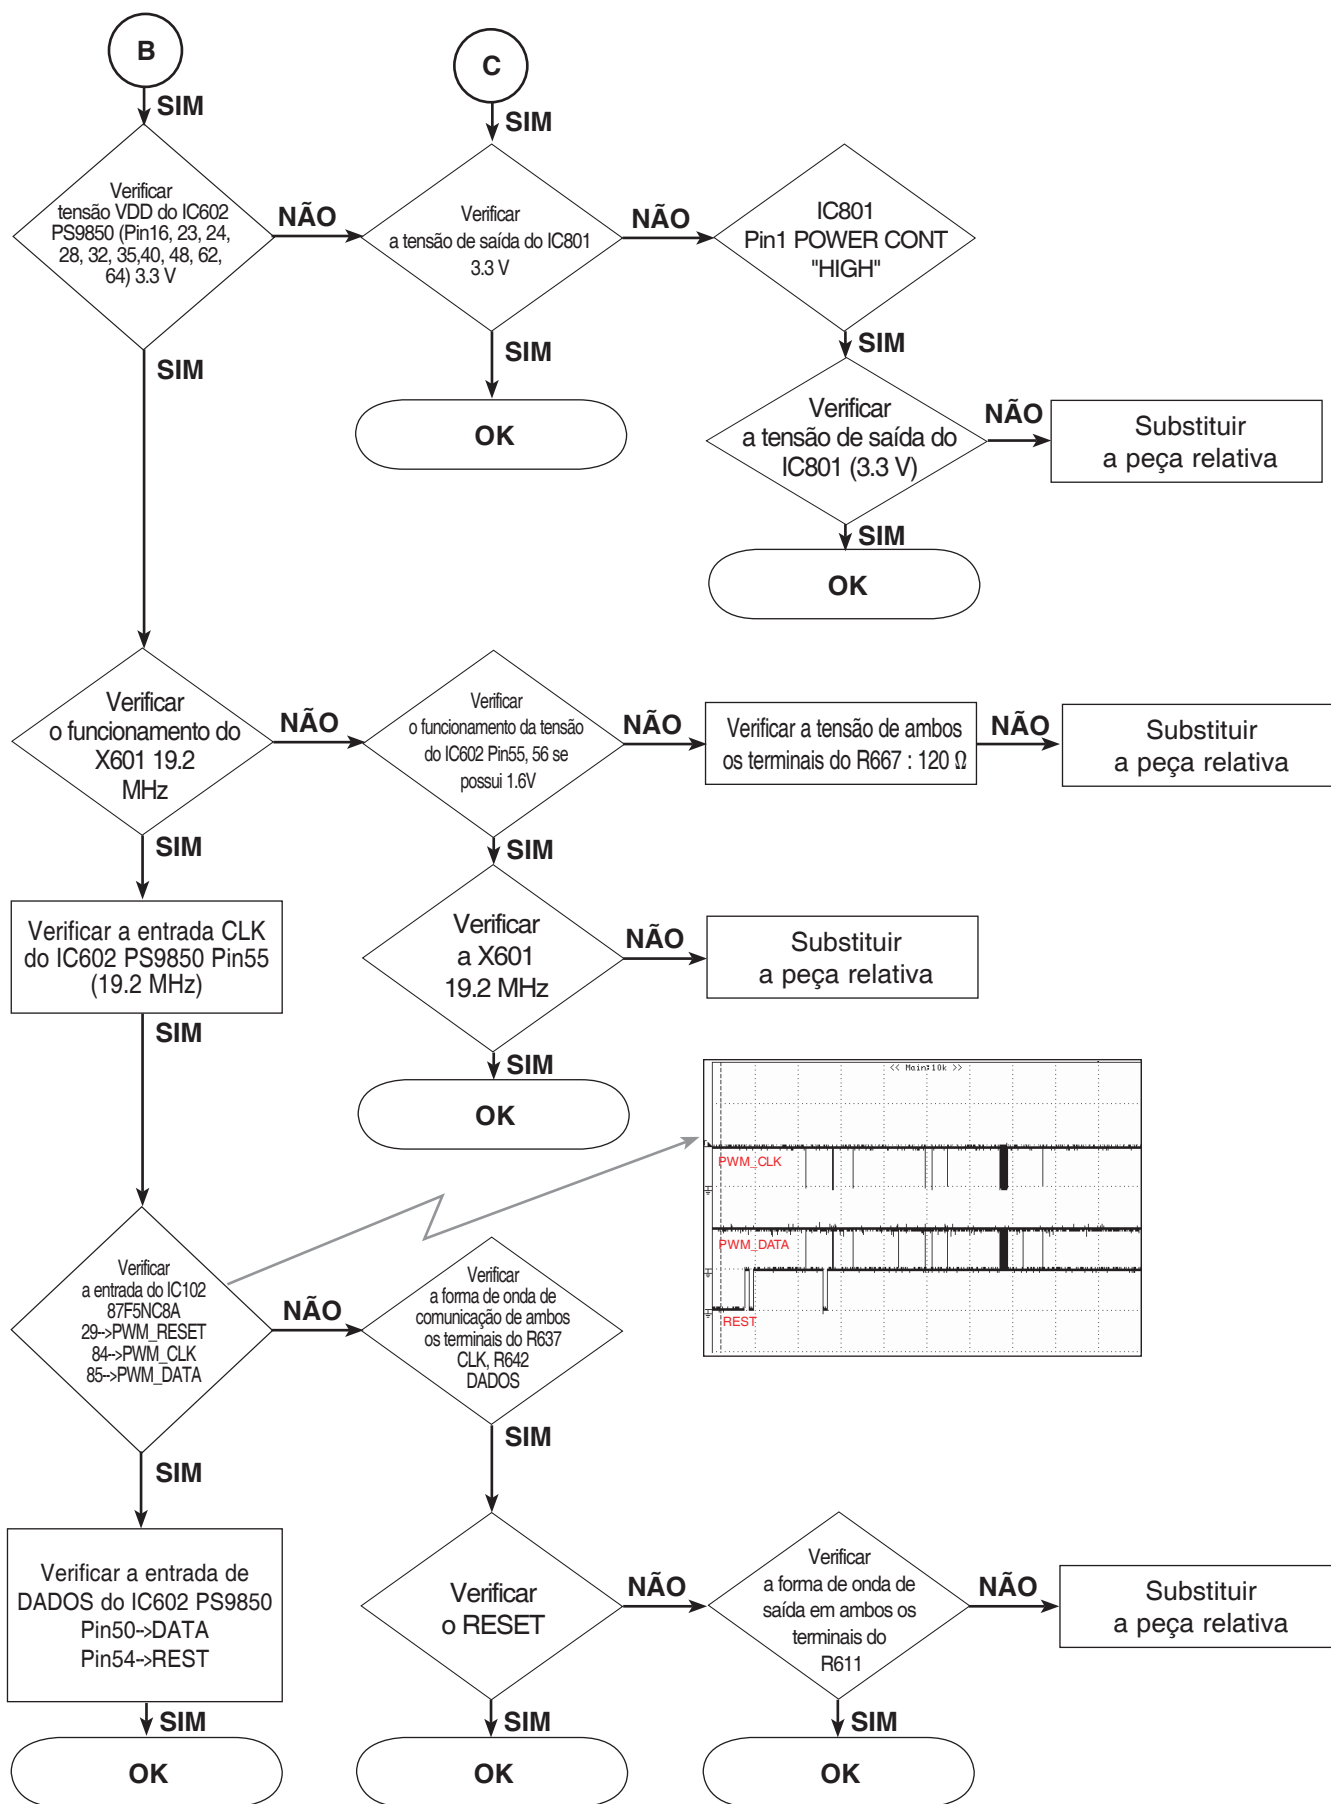 B
C
SIM
SIM
Verificar
tensão VDD do IC602
PS9850 (Pin16, 23, 24,
28, 32, 35,40, 48, 62,
64) 3.3 V
NÃO
Verificar
a tensão de saída do IC801
3.3 V
NÃO
IC801
Pin1 POWER CONT
"HIGH"
SIM
SIM
SIM
OK
Verificar
a tensão de saída do
IC801 (3.3 V)
NÃO
Substituir
a peça relativa
SIM
OK
Verificar
o funcionamento do
X601 19.2
MHz
NÃO
Verificar
o funcionamento da tensão
do IC602 Pin55, 56 se
possui 1.6V
NÃO
Verificar a tensão de ambos
os terminais do R667 : 120 Ω
NÃO
Substituir
a peça relativa
SIM
SIM
Verificar a entrada CLK
do IC602 PS9850 Pin55
(19.2 MHz)
Verificar
a X601
19.2 MHz
NÃO
Substituir
a peça relativa
SIM
SIM
OK
<< Main:10k >>
PWM_CLK
PWM_DATA
REST
Verificar
a entrada do IC102
87F5NC8A
29-->PWM_RESET
84-->PWM_CLK
85-->PWM_DATA
NÃO
Verificar
a forma de onda de
comunicação de ambos
os terminais do R637
CLK, R642
DADOS
SIM
SIM
Verificar a entrada de
DADOS do IC602 PS9850
Pin50-->DATA
Pin54-->REST
Verificar
o RESET
NÃO
Verificar
a forma de onda de
saída em ambos os
terminais do
R611
NÃO
Substituir
a peça relativa
SIM
SIM
SIM
OK
OK
OK